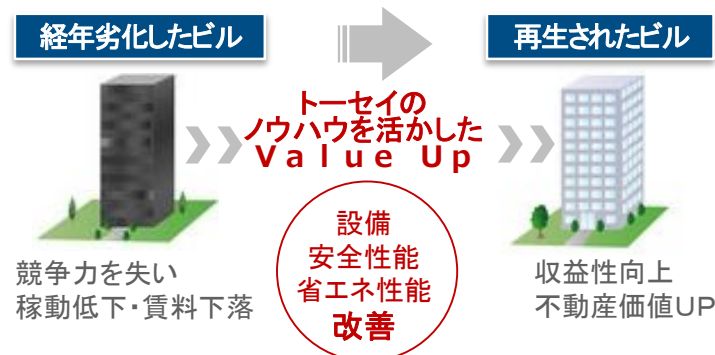 経年劣化したビル
再生されたビル
トーセイの
ノウハウを活かした
Ｖａｌｕｅ　Ｕｐ
設備
安全性能
省エネ性能
改善
競争力を失い
稼動低下・賃料下落
収益性向上
不動産価値UP